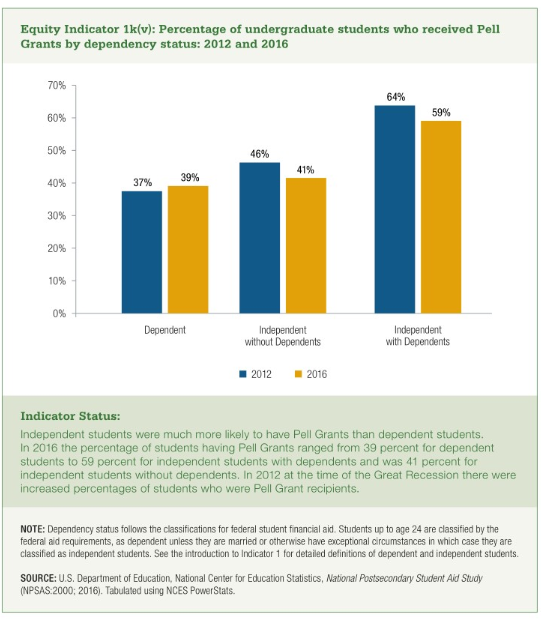 Equity Indicator 1k(v): Percentage of undergraduate students who received Pell
Grants by dependency status: 2012 and 2016
70%
60%
50%
40%
30%
20%
10%
0%
37%
39%
46%
41%
64%
59%
Dependent
Independent
without Dependents
Independent
with Dependents
2012
2016
Indicator Status:
Independent students were much more likely to have Pell Grants than dependent students.
In 2016 the percentage of students having Pell Grants ranged from 39 percent for dependent
students to 59 percent for independent students with dependents and was 41 percent for
independent students without dependents. In 2012 at the time of the Great Recession there were
increased percentages of students who were Pell Grant recipients.
NOTE: Dependency status follows the classifications for federal student financial aid. Students up to age 24 are classified by the
federal aid requirements, as dependent unless they are married or otherwise have exceptional circumstances in which case they are
classified as independent students. See the introduction to Indicator 1 for detailed definitions of dependent and independent students.
SOURCE: U.S. Department of Education, National Center for Education Statistics, National Postsecondary Student Aid Study
(NPSAS:2000; 2016). Tabulated using NCES PowerStats.